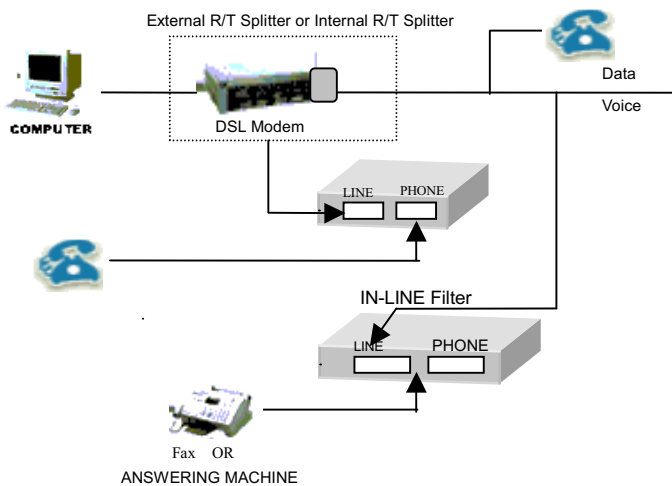 External R/T Splitter or Internal R/T Splitter
Data
Voice
COMPUTER
DSL Modem
LINE PHONE
IN-LINE Filter
LINE PHONE
Fax OR
ANSWERING MACHINE